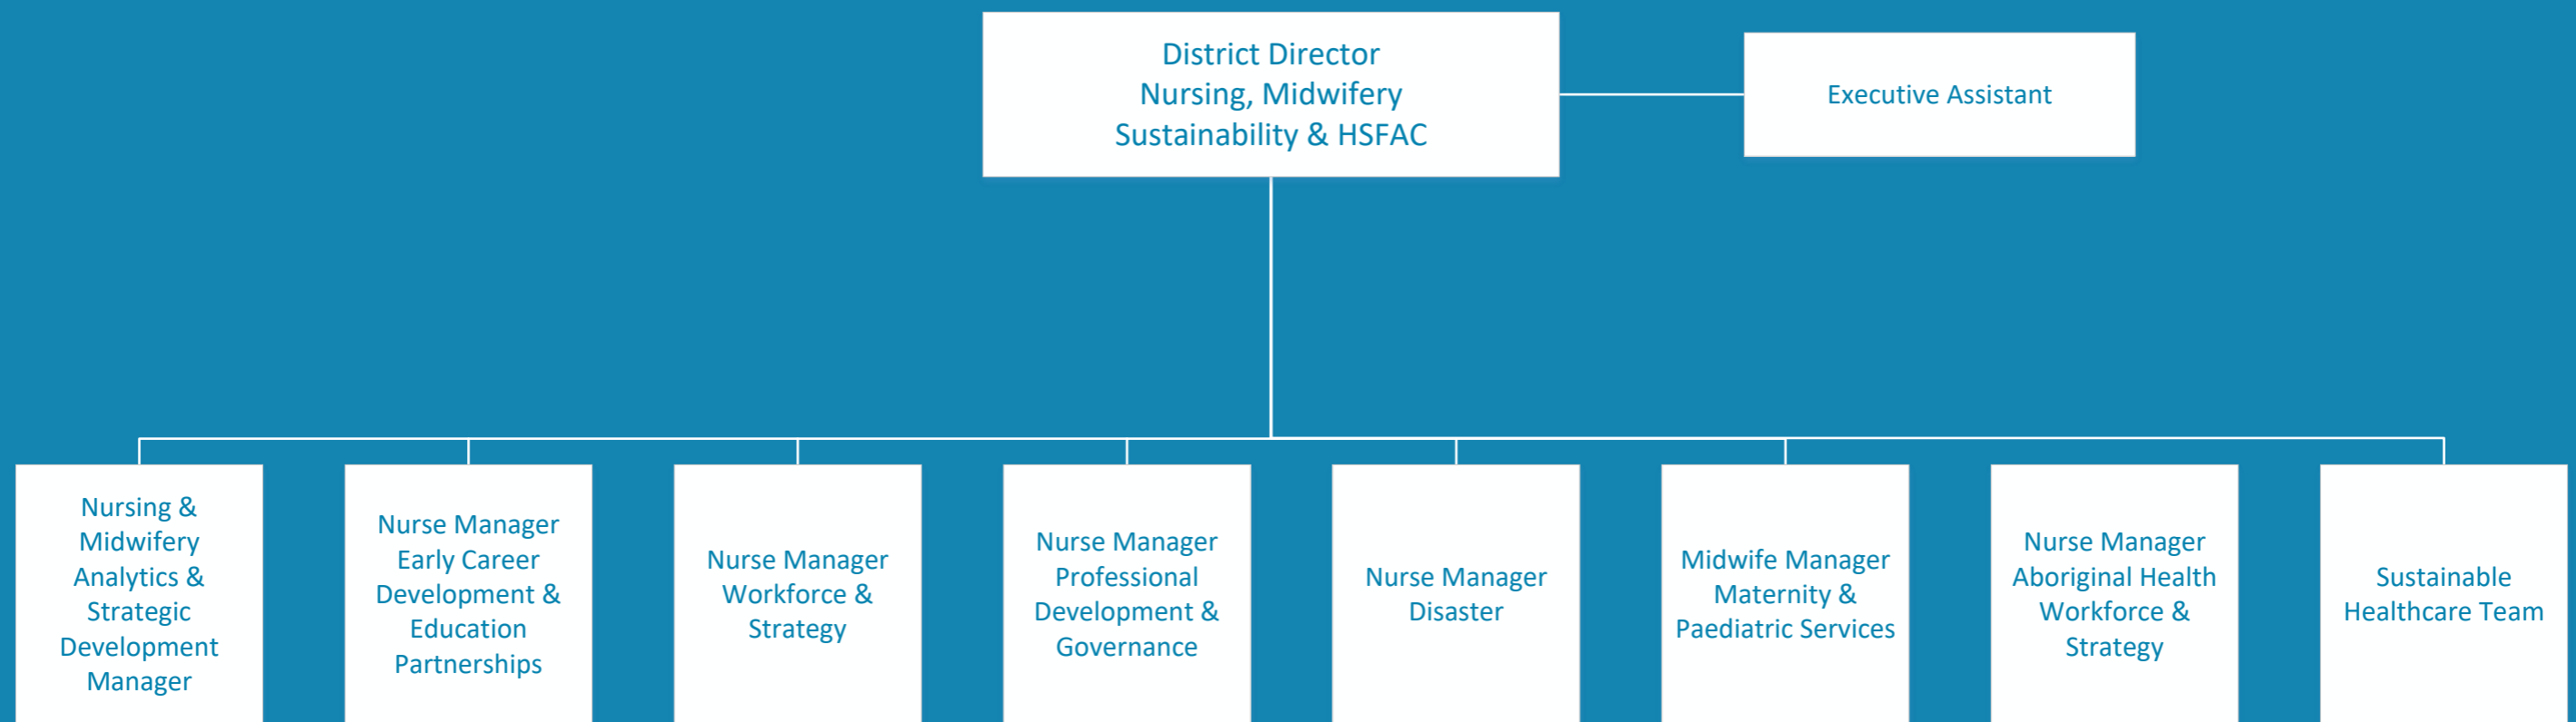 District Director
Nursing, Midwifery
Sustainability & HSFAC
Executive Assistant
Nursing &
Midwifery
Analytics &
Strategic
Development
Manager
Nurse Manager
Early Career
Development &
Education
Partnerships
Nurse Manager
Workforce &
Strategy
Nurse Manager
Professional
Development &
Governance
Nurse Manager
Disaster
Midwife Manager
Maternity &
Paediatric Services
Nurse Manager
Aboriginal Health
Workforce &
Strategy
Sustainable
Healthcare Team